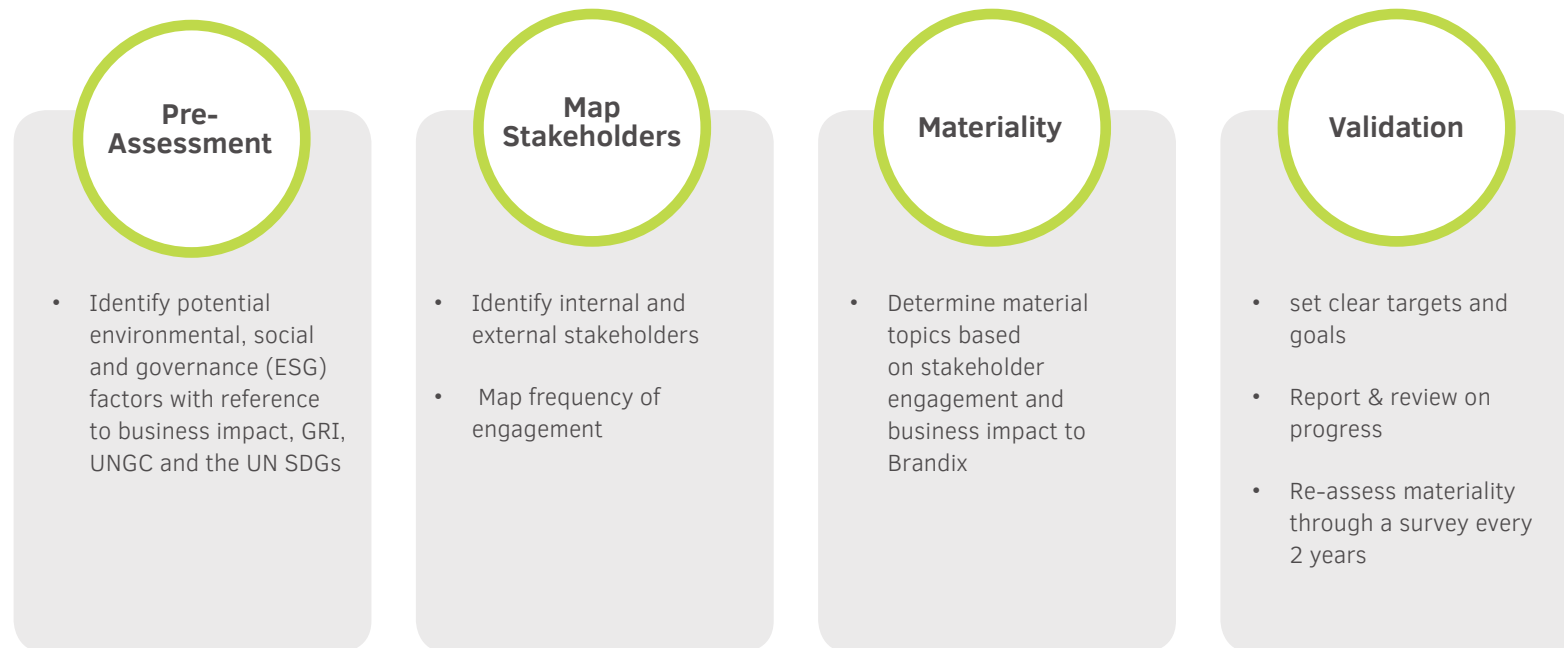 Pre-
Assessment
• Identify potential
environmental, social
and governance (ESG)
factors with reference
to business impact, GRI,
UNGC and the UN SDGs
Map
Stakeholders
• Identify internal and
external stakeholders
• Map frequency of
engagement
Materiality
• Determine material
topics based
on stakeholder
engagement and
business impact to
Brandix
Validation
• set clear targets and
goals
• Report & review on
progress
• Re-assess materiality
through a survey every
2 years